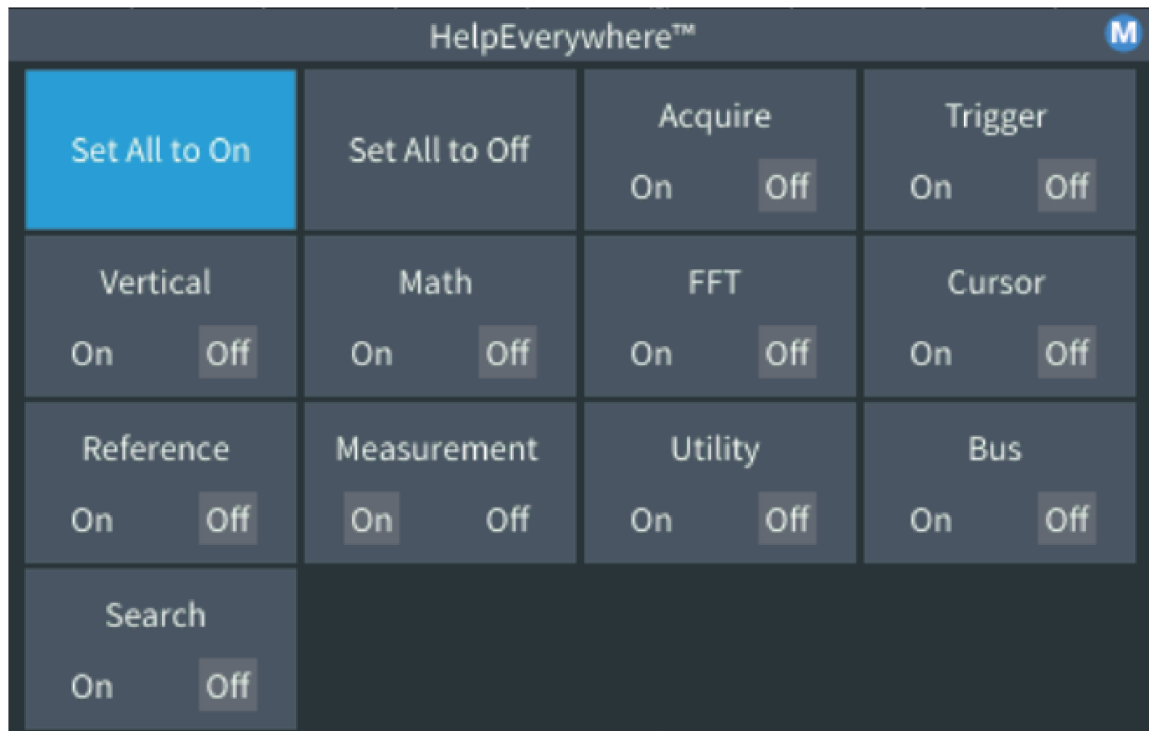 HelpEverywhere™
M
Set All to On
Set All to Off
Acquire
On Off
Trigger
On Off
Vertical
On Off
Math
On Off
FFT
On Off
Cursor
On Off
Reference
On Off
Measurement
On Off
Utility
On Off
Bus
On Off
Search
On Off